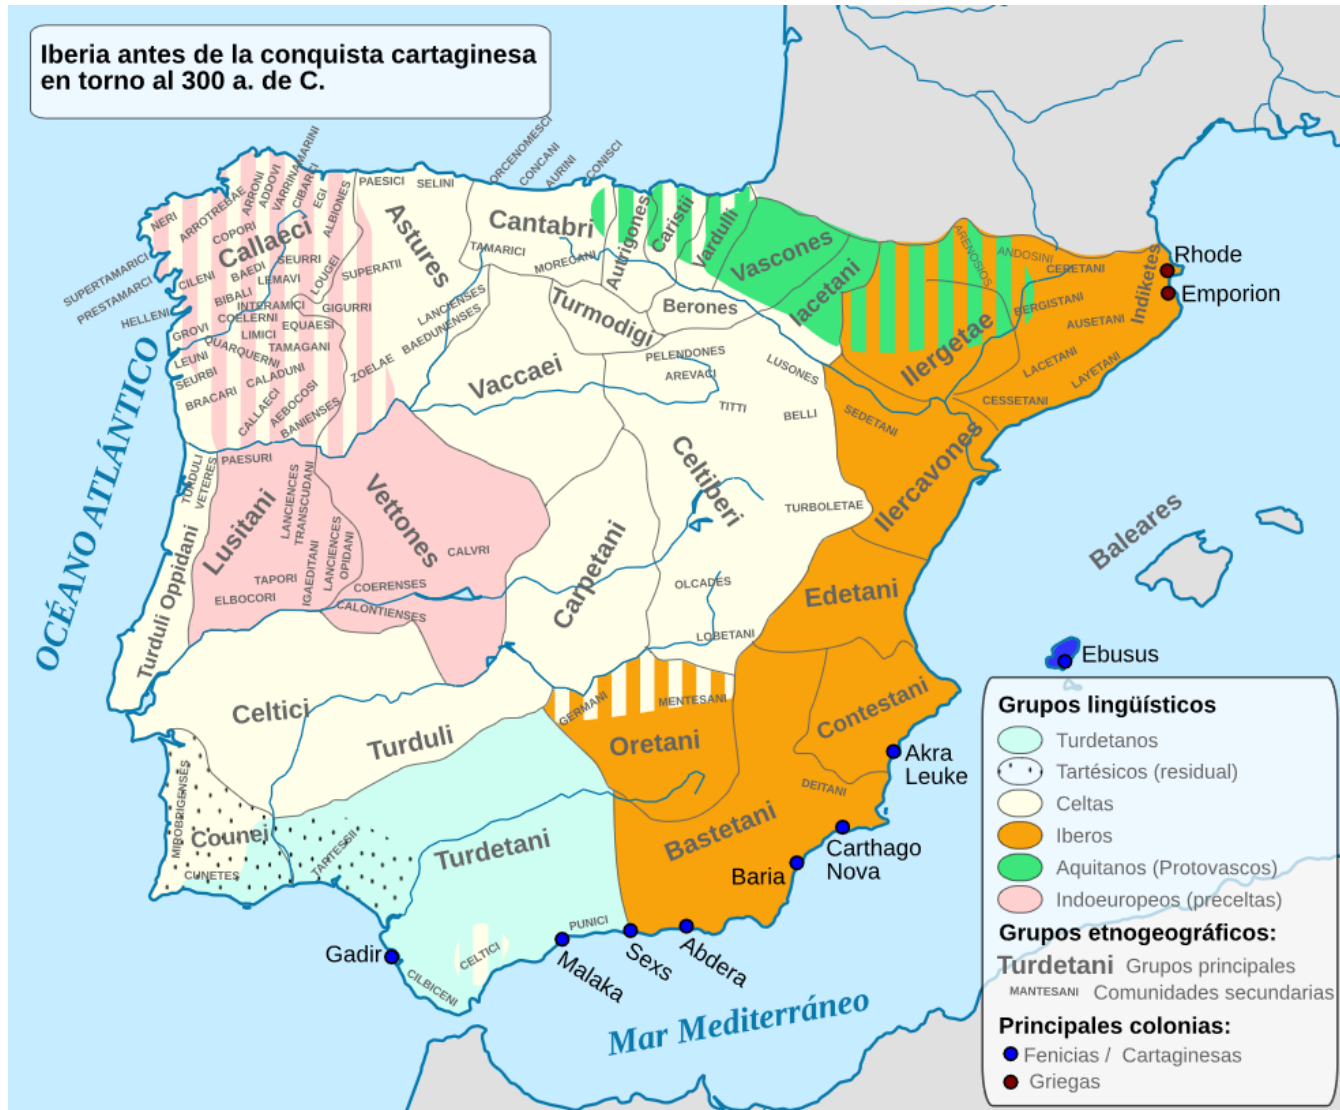 Iberia antes de la conquista cartaginesa
en torno al 300 a. de C.
ORCENOMESCI
CONCANI
AURINI
CONISCI
NERI
ARROTREBAE
ARRONI
ADDOVI
VARRINAMARINI
CIBARCI
EGI
ALBIONES
PAESICI
SELINI
COPORI
Callaeci
Astures
Cantabri
TAMARICI
MORECANI
Autrigones
Caristii
Vardulli
Vascones
Iacetani
SUPERTAMARICI
PRESTAMARCI
CILENI
BAEDI
SEURRI
LEMAVI
LOUGEI
SUPERATII
BIBALI
INTERAMICI
GIGURRI
HELLENI
COELERNI
EQUAESI
GROVI
LIMICI
QUARQUERNI
TAMAGANI
LEUNI
SEURBI
CALADUNI
ZOELAE
BRACARI
AEBOCOSI
CALLAECI
BANIENSES
LANCIENSES
BAEDUNENSES
Turmodigi
Berones
Vaccaei
PELENDONES
AREVACI
LUSONES
TITTI
BELLI
ARENOSIOS
ANDOSINI
CERETANI
BERGISTANI
AUSETANI
Indiketes
Rhode
Emporion
Ilergetae
LACETANI
LAYETANI
CESSETANI
SEDETANI
Ilercavones
OCÉANO ATLÁNTICO
TURDULI
VETERES
PAESURI
Lusitani
LANCIENCES
TRANSCUDANI
Vettones
Celtiberi
TURBOLETAE
LANCIENCES
OPIDANI
IGAEDITANI
TAPORI
ELBOCORI
CALVRI
COERENSES
CALONTIENSES
Carpetani
OLCADES
LOBETANI
Edetani
Baleares
Ebusus
Turduli Oppidani
Celtici
Turduli
GERMANI
MENTESANI
Oretani
Contestani
Akra
Leuke
DEITANI
Bastetani
Carthago
Nova
Baria
MIROBRIGENSES
Counei
CUNETES
TARTESSII
Turdetani
PUNICI
CELTICI
CILBICENI
Gadir
Malaka
Sexs
Abdera
Mar Mediterráneo
Grupos lingüísticos
Turdetanos
Tartésicos (residual)
Celtas
Iberos
Aquitanos (Protovascos)
Indoeuropeos (preceltas)
Grupos etnogeográficos:
Turdetani Grupos principales
MANTESANI Comunidades secundarias
Principales colonias:
Fenicias / Cartaginesas
Griegas